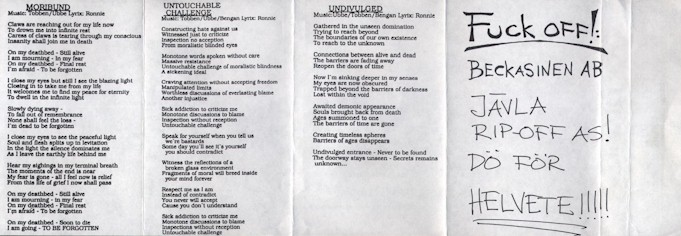 MORIBUND
Music: Tobben/Ubbe Lyrix: Ronnie
Claws are reaching out for my life now
To drown me into infinite rest
Caress of claws is tearing through my conscious
Insanity shall join me in death
On my deathbed - Still alive
I am mourning - in my fear
On my deathbed - Final rest
I'm afraid - To be forgotten
I close my eyes but still I see the blazing light
Closing in to take me from my life
It welcomes me to find my peace for eternity
To dwell in the infinite light
Slowly dying away -
To fall out of remembrance
None shall feel the loss -
I'm dead to be forgotten
I close my eyes to see the peaceful light
Soul and flesh splits up in levitation
In the light the silence dominates me
As I leave the earthly life behind me
Hear my sighings in my terminal breath
The moments of the end is near
My fear is gone - all I feel now is relief
From this life of grief I now shall pass
On my deathbed - Still alive
I am mourning - in my fear
On my deathbed - Final rest
I'm afraid - To be forgotten
On my deathbed - Soon to die
I am going - TO BE FORGOTTEN
UNTOUCHABLE
CHALLENGE
Music: Tobben/Ubbe/Bengan Lyrix: Ronnie
Constructing hate against us
Witnessed just to criticize
Inspection no acception
From moralistic blinded eyes
Monotone words spoken without care
Massive resistance
Untouchable challenge of moralistic blindness
A sickening ideal
Craving attention without accepting freedom
Manipulated limits
Worthless discussions of everlasting blame
Another injustice
Sick addiction to criticize me
Monotone discussions to blame
Inspection without reception
Untouchable challenge
Speak for yourself when you tell us
we're bastards
Some day you'll see it's yourself
you should contradict
Witness the reflections of a
broken glass environment
Fragments of moral will breed inside
your mind forever
Respect me as I am
Instead of contradict
You never will accept
Cause you don't understand
Sick addiction to criticize me
Monotone discussions to blame
Inspections without reception
Untouchable challenge
UNDIVULGED
Music: Tobben/Ubbe/Bengan Lyrix: Ronnie
Gathered in the unseen domination
Trying to reach beyond
The boundaries of our own existence
To reach to the unknown
Connections between alive and dead
The barriers are fading away
Reopen the doors of time
Now I'm sinking deeper in my senses
My eyes are now obscured
Trapped beyond the barriers of darkness
Lost within the void
Awaited demonic appearance
Souls brought back from death
Ages summoned to one
The barriers of time are gone
Creating timeless spheres
Barriers of ages disappears
Undivulged entrance - Never to be found
The doorway stays unseen - Secrets remains
unknown...
FUCK OFF!:
BECKASINEN AB
JAVLA
RIP-OFF AS!
DÖ FÖR
HELVETE!!!!!